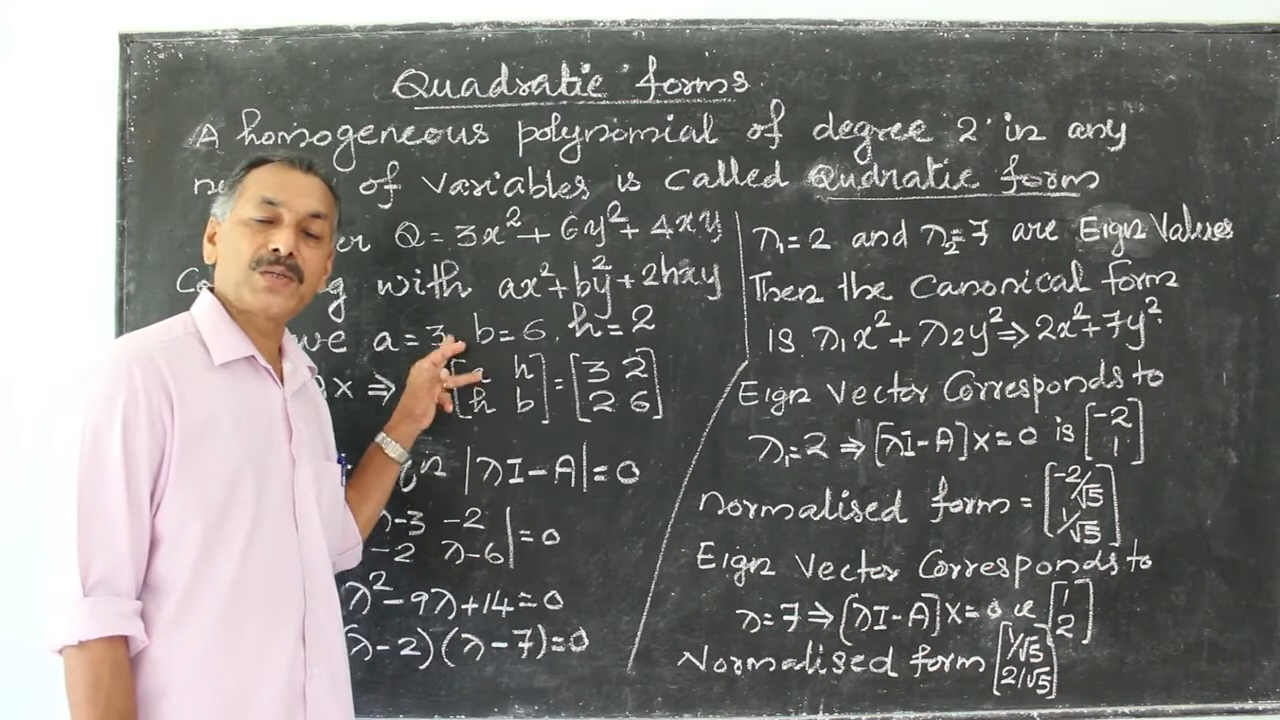 Quadratic forms.
A homogeneous polynomial of degree 2 in any
of variables is called Qudratic form
er Q = 3x² + 6y² + 4xy
g with ax² + by² + 2hxy
we a = 3, b = 6. h = 2
x ⇒ [a h; h b] = [3 2; 2 6]
|λI-A| = 0
λ-3 -2
-2 λ-6 | = 0
λ² - 9λ + 14 = 0
(λ-2)(λ-7) = 0
λ₁ = 2 and λ₂ = 7 are Eign Values
Then the Canonical form
is λ₁x² + λ2y² ⇒ 2x² + 7y².
Eign Vector Corresponds to
λ₁ = 2 ⇒ [λI-A]X = 0 is [-2; 1]
normalised form = [-2/√5; 1/√5]
Eign Vector Corresponds to
λ = 7 ⇒ [λI-A]X = 0 is [1; 2]
Normalised form [1/√5; 2/√5]